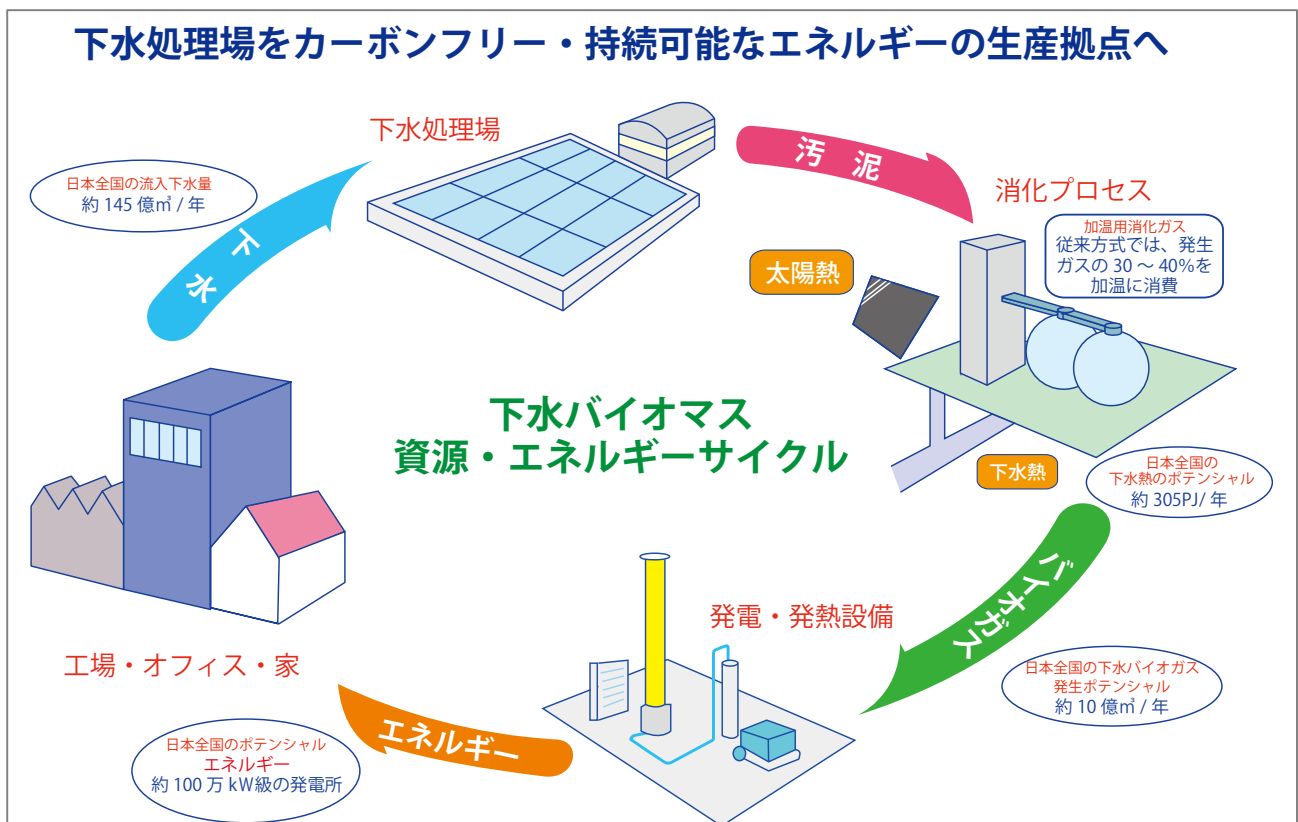 下水処理場をカーボンフリー・持続可能なエネルギーの生産拠点へ
下水処理場
汚泥
日本全国の流入下水量
約 145 億㎥ / 年
下水
消化プロセス
加温用消化ガス
従来方式では、発生
ガスの 30 ～ 40%を
加温に消費
太陽熱
下水バイオマス
資源・エネルギーサイクル
下水熱
日本全国の
下水熱のポテンシャル
約 305PJ/ 年
バイオガス
発電・発熱設備
日本全国の下水バイオガス
発生ポテンシャル
約 10 億㎥ / 年
工場・オフィス・家
エネルギー
日本全国のポテンシャル
エネルギー
約 100 万 kW級の発電所